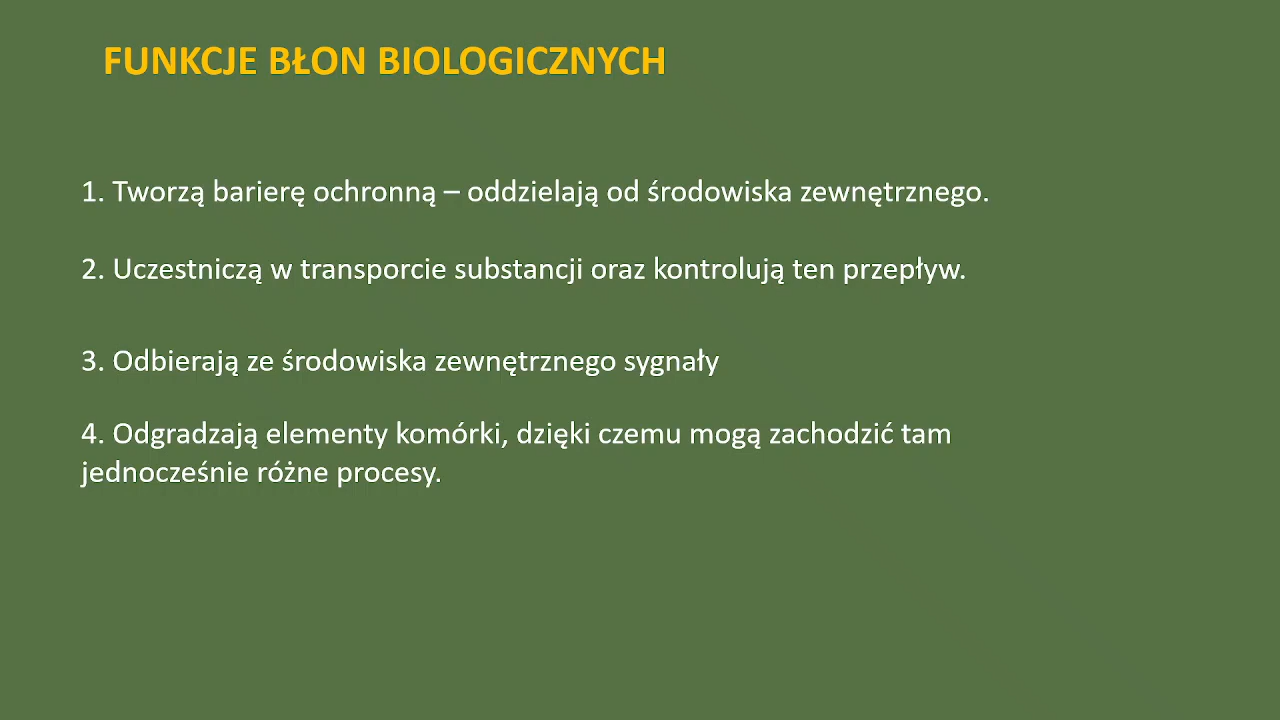 FUNKCJE BŁON BIOLOGICZNYCH
1. Tworzą barierę ochronną – oddzielają od środowiska zewnętrznego.
2. Uczestniczą w transporcie substancji oraz kontrolują ten przepływ.
3. Odbierają ze środowiska zewnętrznego sygnały
4. Odgradzają elementy komórki, dzięki czemu mogą zachodzić tam
jednocześnie różne procesy.